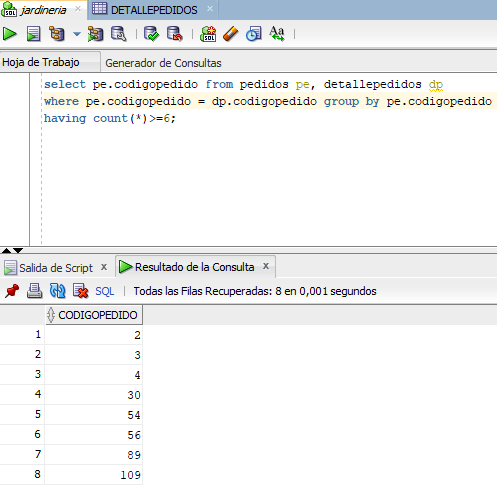 jardineria × DETALLEPEDIDOS ×
Hoja de Trabajo Generador de Consultas
select pe.codigopedido from pedidos pe, detallepedidos dp
where pe.codigopedido = dp.codigopedido group by pe.codigopedido
having count(*)>=6;
Salida de Script × Resultado de la Consulta ×
SQL | Todas las Filas Recuperadas: 8 en 0,001 segundos
CODIGOPEDIDO
1 2
2 3
3 4
4 30
5 54
6 56
7 89
8 109